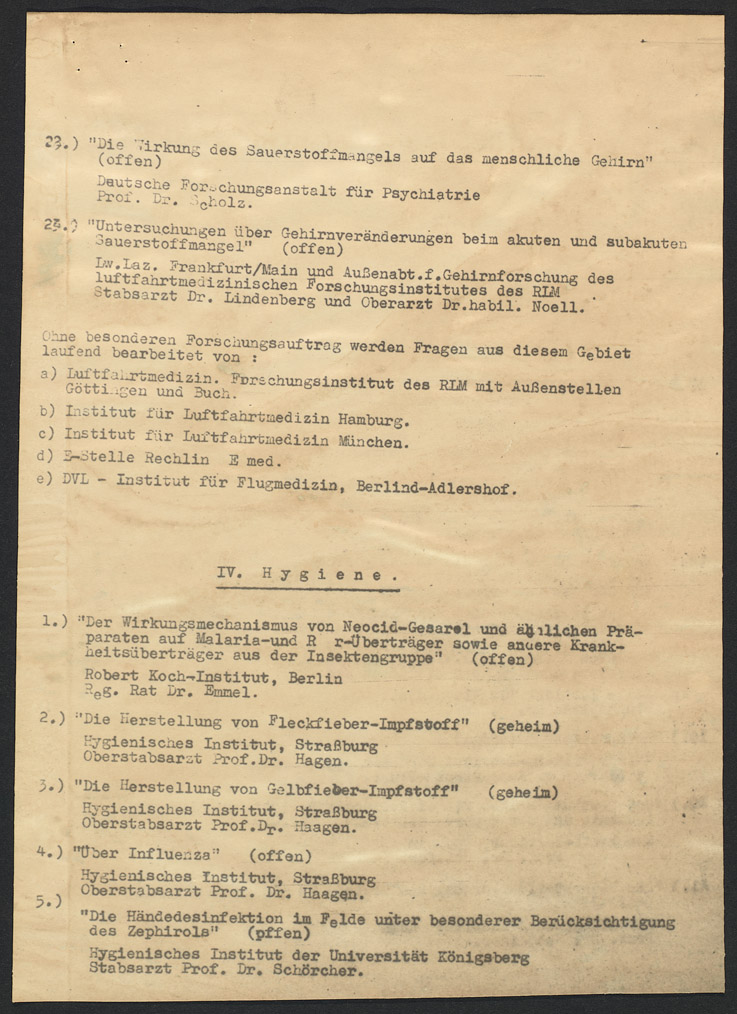 23.) "Die Wirkung des Sauerstoffmangels auf das menschliche Gehirn"
(offen)
Deutsche Forschungsanstalt für Psychiatrie
Prof. Dr. Scholz.
24.) "Untersuchungen über Gehirnveränderungen beim akuten und subakuten
Sauerstoffmangel" (offen)
Lw.Laz. Frankfurt/Main und Außenabt.f.Gehirnforschung des
luftfahrtmedizinischen Forschungsinstitutes des RLM
Stabsarzt Dr. Lindenberg und Oberarzt Dr.habil. Noell.
Ohne besonderen Forschungsauftrag werden Fragen aus diesem Gebiet
laufend bearbeitet von :
a) Luftfahrtmedizin. Forschungsinstitut des RLM mit Außenstellen
Göttingen und Buch.
b) Institut für Luftfahrtmedizin Hamburg.
c) Institut für Luftfahrtmedizin München.
d) E-Stelle Rechlin E med.
e) DVL - Institut für Flugmedizin, Berlind-Adlershof.
IV. Hygiene.
1.) "Der Wirkungsmechanismus von Neocid-Gesarol und ähnlichen Prä-
paraten auf Malaria-und R r-Überträger sowie andere Krank-
heitsüberträger aus der Insektengruppe" (offen)
Robert Koch-Institut, Berlin
Reg. Rat Dr. Emmel.
2.) "Die Herstellung von Fleckfieber-Impfstoff" (geheim)
Hygienisches Institut, Straßburg
Oberstabsarzt Prof.Dr. Hagen.
3.) "Die Herstellung von Gelbfieber-Impfstoff" (geheim)
Hygienisches Institut, Straßburg
Oberstabsarzt Prof.Dr. Haagen.
4.) "Über Influenza" (offen)
Hygienisches Institut, Straßburg
Oberstabsarzt Prof. Dr. Haagen.
5.)
"Die Händedesinfektion im Felde unter besonderer Berücksichtigung
des Zephirols" (pffen)
Hygienisches Institut der Universität Königsberg
Stabsarzt Prof. Dr. Schörcher.